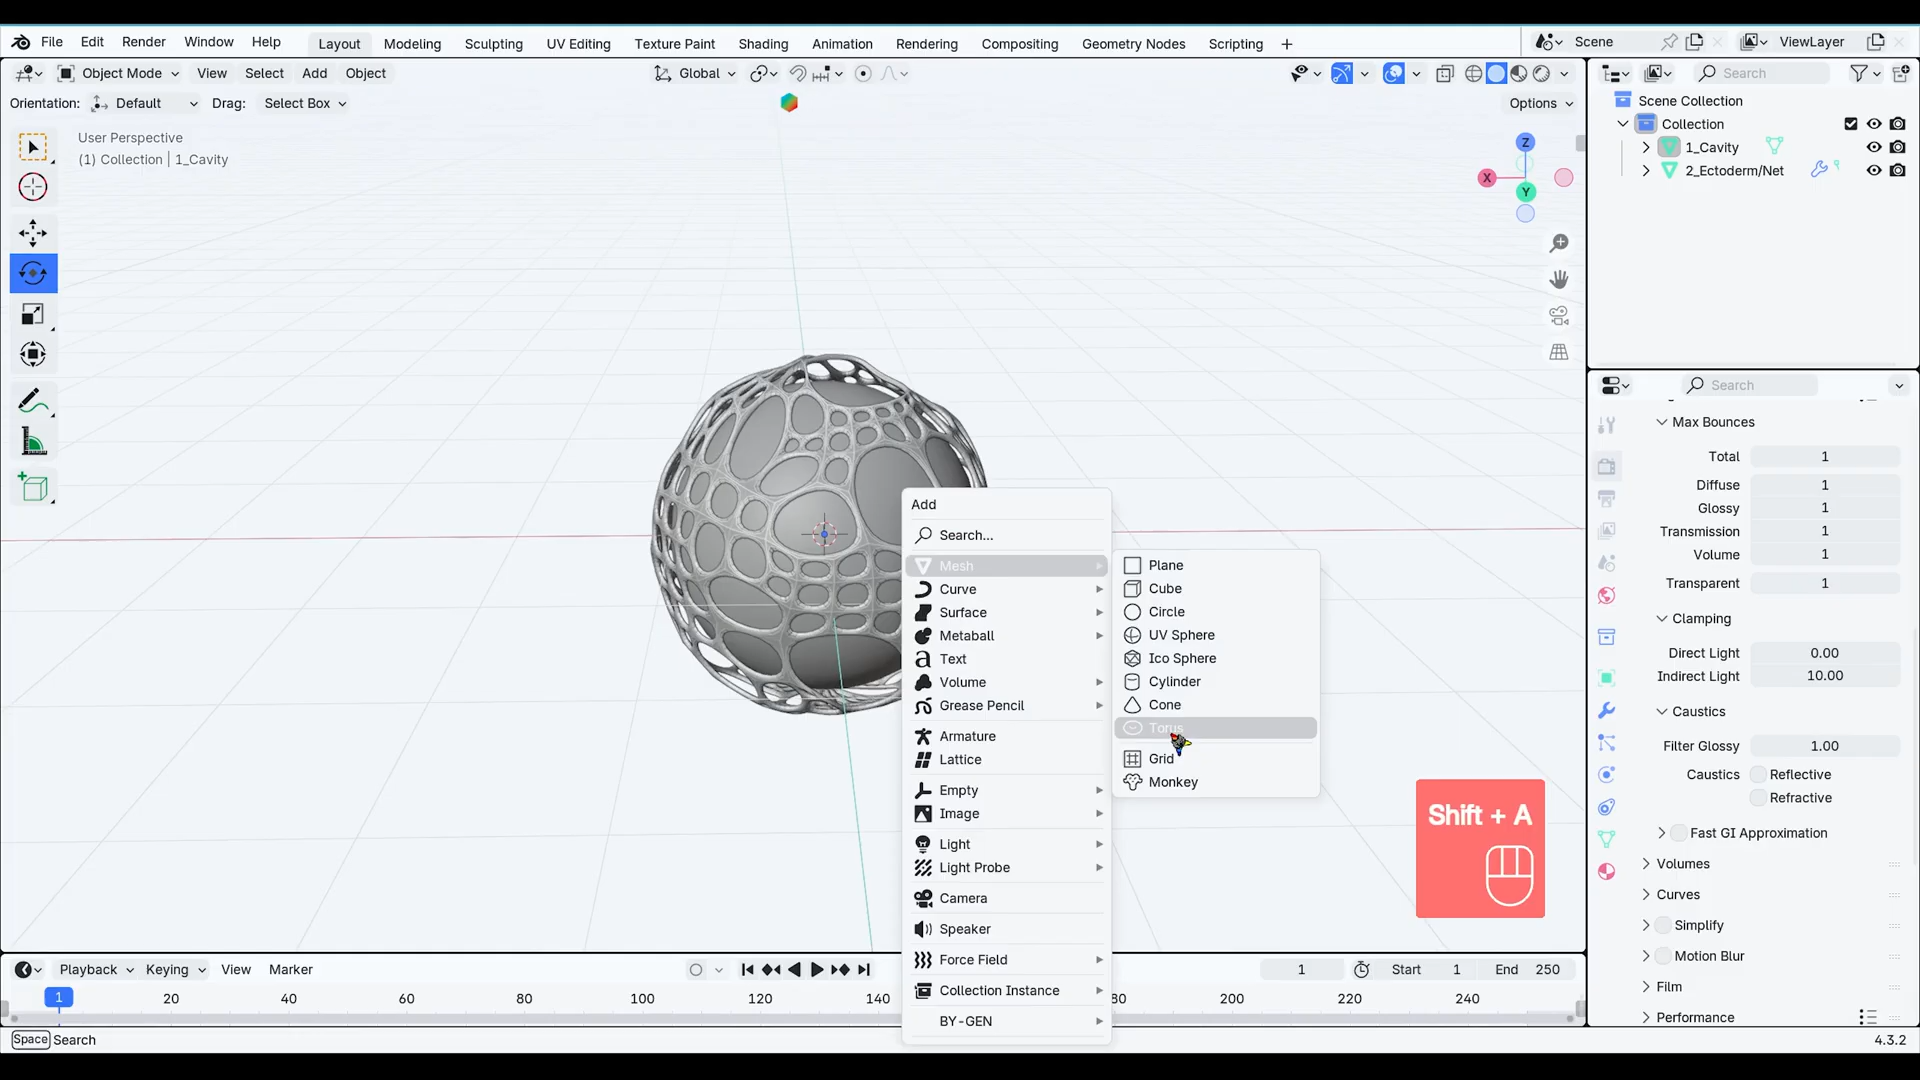 File Edit Render Window Help Layout Modeling Sculpting UV Editing Texture Paint Shading Animation Rendering Compositing Geometry Nodes Scripting + Scene ViewLayer
Object Mode View Select Add Object Global Search
Orientation: Default Drag: Select Box Options
User Perspective
(1) Collection | 1_Cavity
Z
X
Y
Scene Collection
Collection
1_Cavity
2_Ectoderm/Net
Search
Max Bounces
Total 1
Diffuse 1
Glossy 1
Transmission 1
Volume 1
Transparent 1
Clamping
Direct Light 0.00
Indirect Light 10.00
Caustics
Filter Glossy 1.00
Caustics Reflective
Refractive
Fast GI Approximation
Volumes
Curves
Simplify
Motion Blur
Film
Performance
Add
Search...
Mesh
Curve
Surface
Metaball
Text
Volume
Grease Pencil
Armature
Lattice
Empty
Image
Light
Light Probe
Camera
Speaker
Force Field
Collection Instance
BY-GEN
Plane
Cube
Circle
UV Sphere
Ico Sphere
Cylinder
Cone
Torus
Grid
Monkey
Shift + A
Playback Keying View Marker 1 Start 1 End 250
1 20 40 60 80 100 120 140 80 200 220 240
Space Search 4.3.2